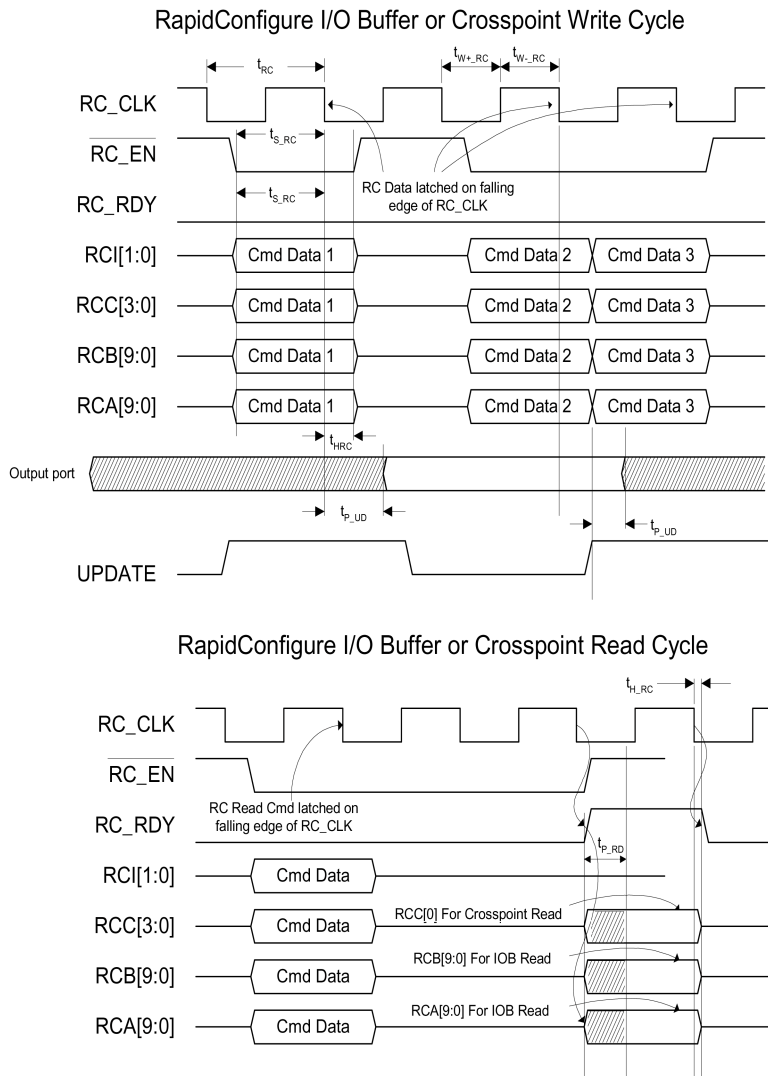 RapidConfigure I/O Buffer or Crosspoint Write Cycle
tRC
tW+_RC
tW-_RC
RC_CLK
tS_RC
RC_EN
tS_RC
RC Data latched on falling
edge of RC_CLK
RC_RDY
RCI[1:0]
Cmd Data 1
Cmd Data 2
Cmd Data 3
RCC[3:0]
Cmd Data 1
Cmd Data 2
Cmd Data 3
RCB[9:0]
Cmd Data 1
Cmd Data 2
Cmd Data 3
RCA[9:0]
Cmd Data 1
Cmd Data 2
Cmd Data 3
tHRC
Output port
tP_UD
tP_UD
UPDATE
RapidConfigure I/O Buffer or Crosspoint Read Cycle
tH_RC
RC_CLK
RC_EN
RC Read Cmd latched on
falling edge of RC_CLK
RC_RDY
tP_RD
RCI[1:0]
Cmd Data
RCC[3:0]
Cmd Data
RCC[0] For Crosspoint Read
RCB[9:0]
Cmd Data
RCB[9:0] For IOB Read
RCA[9:0]
Cmd Data
RCA[9:0] For IOB Read